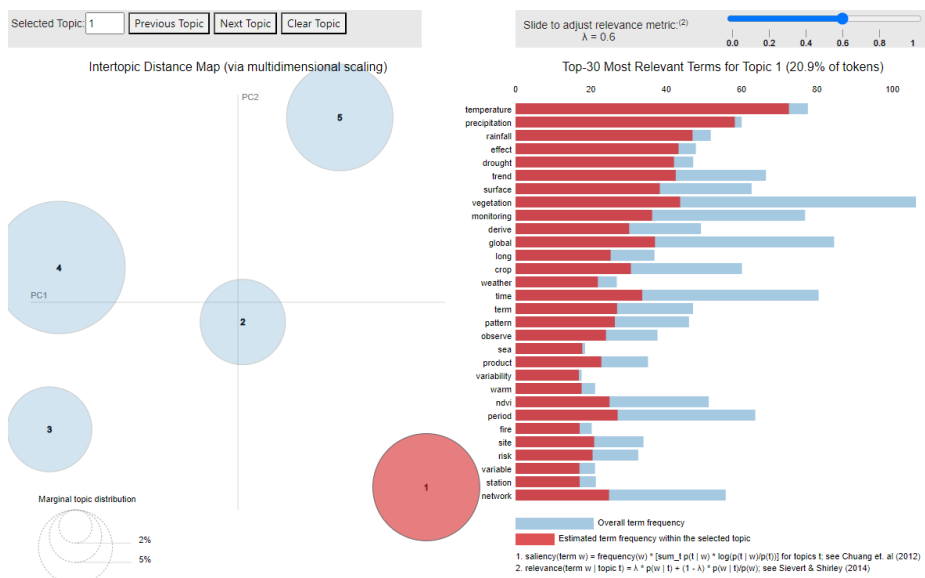 Selected Topic: 1 Previous Topic Next Topic Clear Topic
Slide to adjust relevance metric:(2)
λ = 0.6
0.0 0.2 0.4 0.6 0.8 1
Intertopic Distance Map (via multidimensional scaling)
PC2
5
4
PC1
2
3
1
Marginal topic distribution
2%
5%
Top-30 Most Relevant Terms for Topic 1 (20.9% of tokens)
0 20 40 60 80 100
temperature
precipitation
rainfall
effect
drought
trend
surface
vegetation
monitoring
derive
global
long
crop
weather
time
term
pattern
observe
sea
product
variability
warm
ndvi
period
fire
site
risk
variable
station
network
Overall term frequency
Estimated term frequency within the selected topic
1. saliency(term w) = frequency(w) * [sum_t p(t | w) * log(p(t | w)/p(t))] for topics t; see Chuang et. al (2012)
2. relevance(term w | topic t) = λ * p(w | t) + (1 - λ) * p(w | t)/p(w); see Sievert & Shirley (2014)